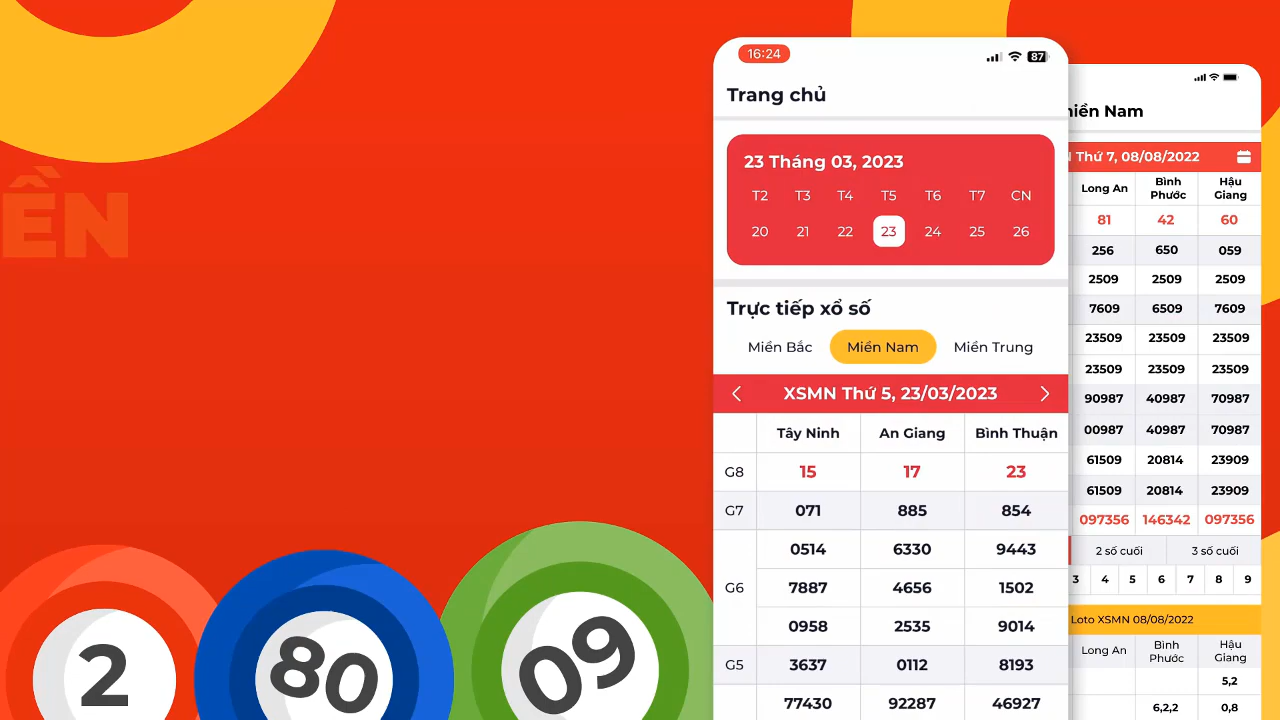 ỀN
2
80
09
16:24
87
Trang chủ
23 Tháng 03, 2023
T2 T3 T4 T5 T6 T7 CN
20 21 22 23 24 25 26
Trực tiếp xổ số
Miền Bắc Miền Nam Miền Trung
XSMN Thứ 5, 23/03/2023
Tây Ninh An Giang Bình Thuận
G8 15 17 23
G7 071 885 854
0514 6330 9443
G6 7887 4656 1502
0958 2535 9014
G5 3637 0112 8193
77430 92287 46927
niền Nam
Thứ 7, 08/08/2022
Long An Bình Phước Hậu Giang
81 42 60
256 650 059
2509 2509 2509
7609 6509 7609
23509 23509 23509
23509 23509 23509
90987 40987 70987
00987 40987 70987
61509 20814 23909
61509 20814 23909
097356 146342 097356
2 số cuối 3 số cuối
3 4 5 6 7 8 9
Loto XSMN 08/08/2022
Long An Bình Phước Hậu Giang
5,2
6,2,2 0,8